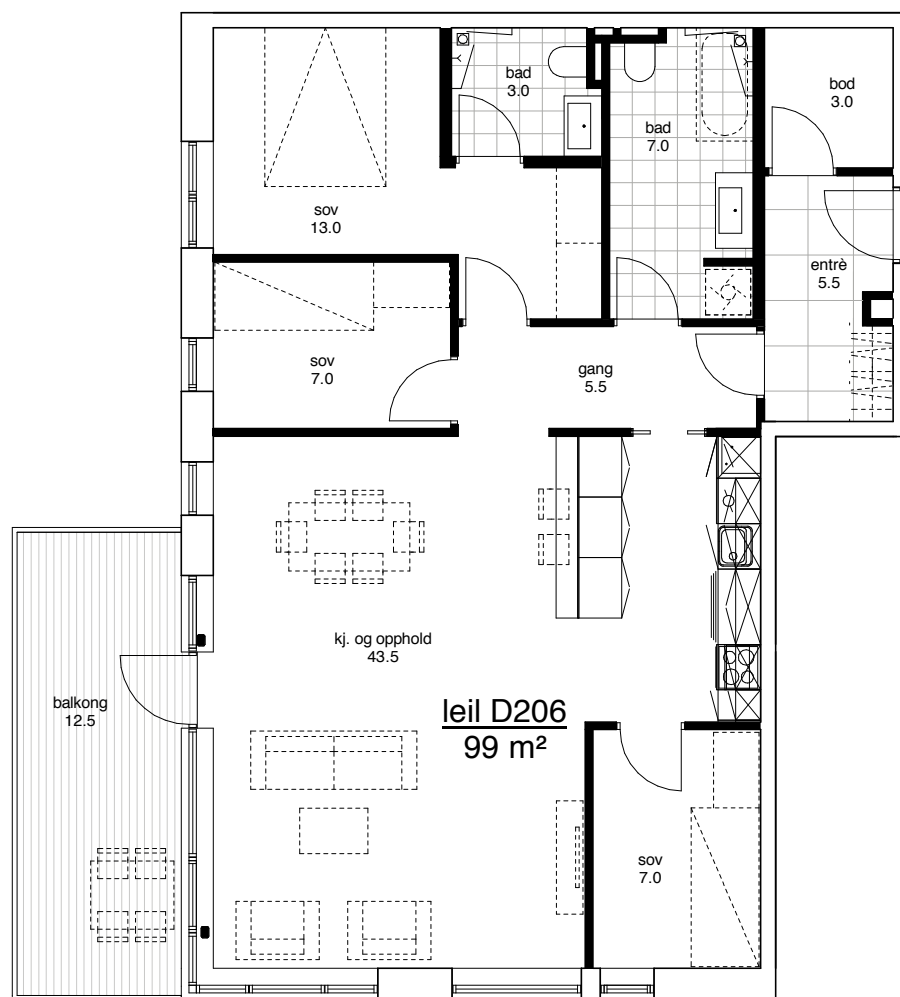 bad
3.0
bod
3.0
bad
7.0
sov
13.0
entrè
5.5
sov
7.0
gang
5.5
kj. og opphold
43.5
balkong
12.5
leil D206
99 m²
sov
7.0